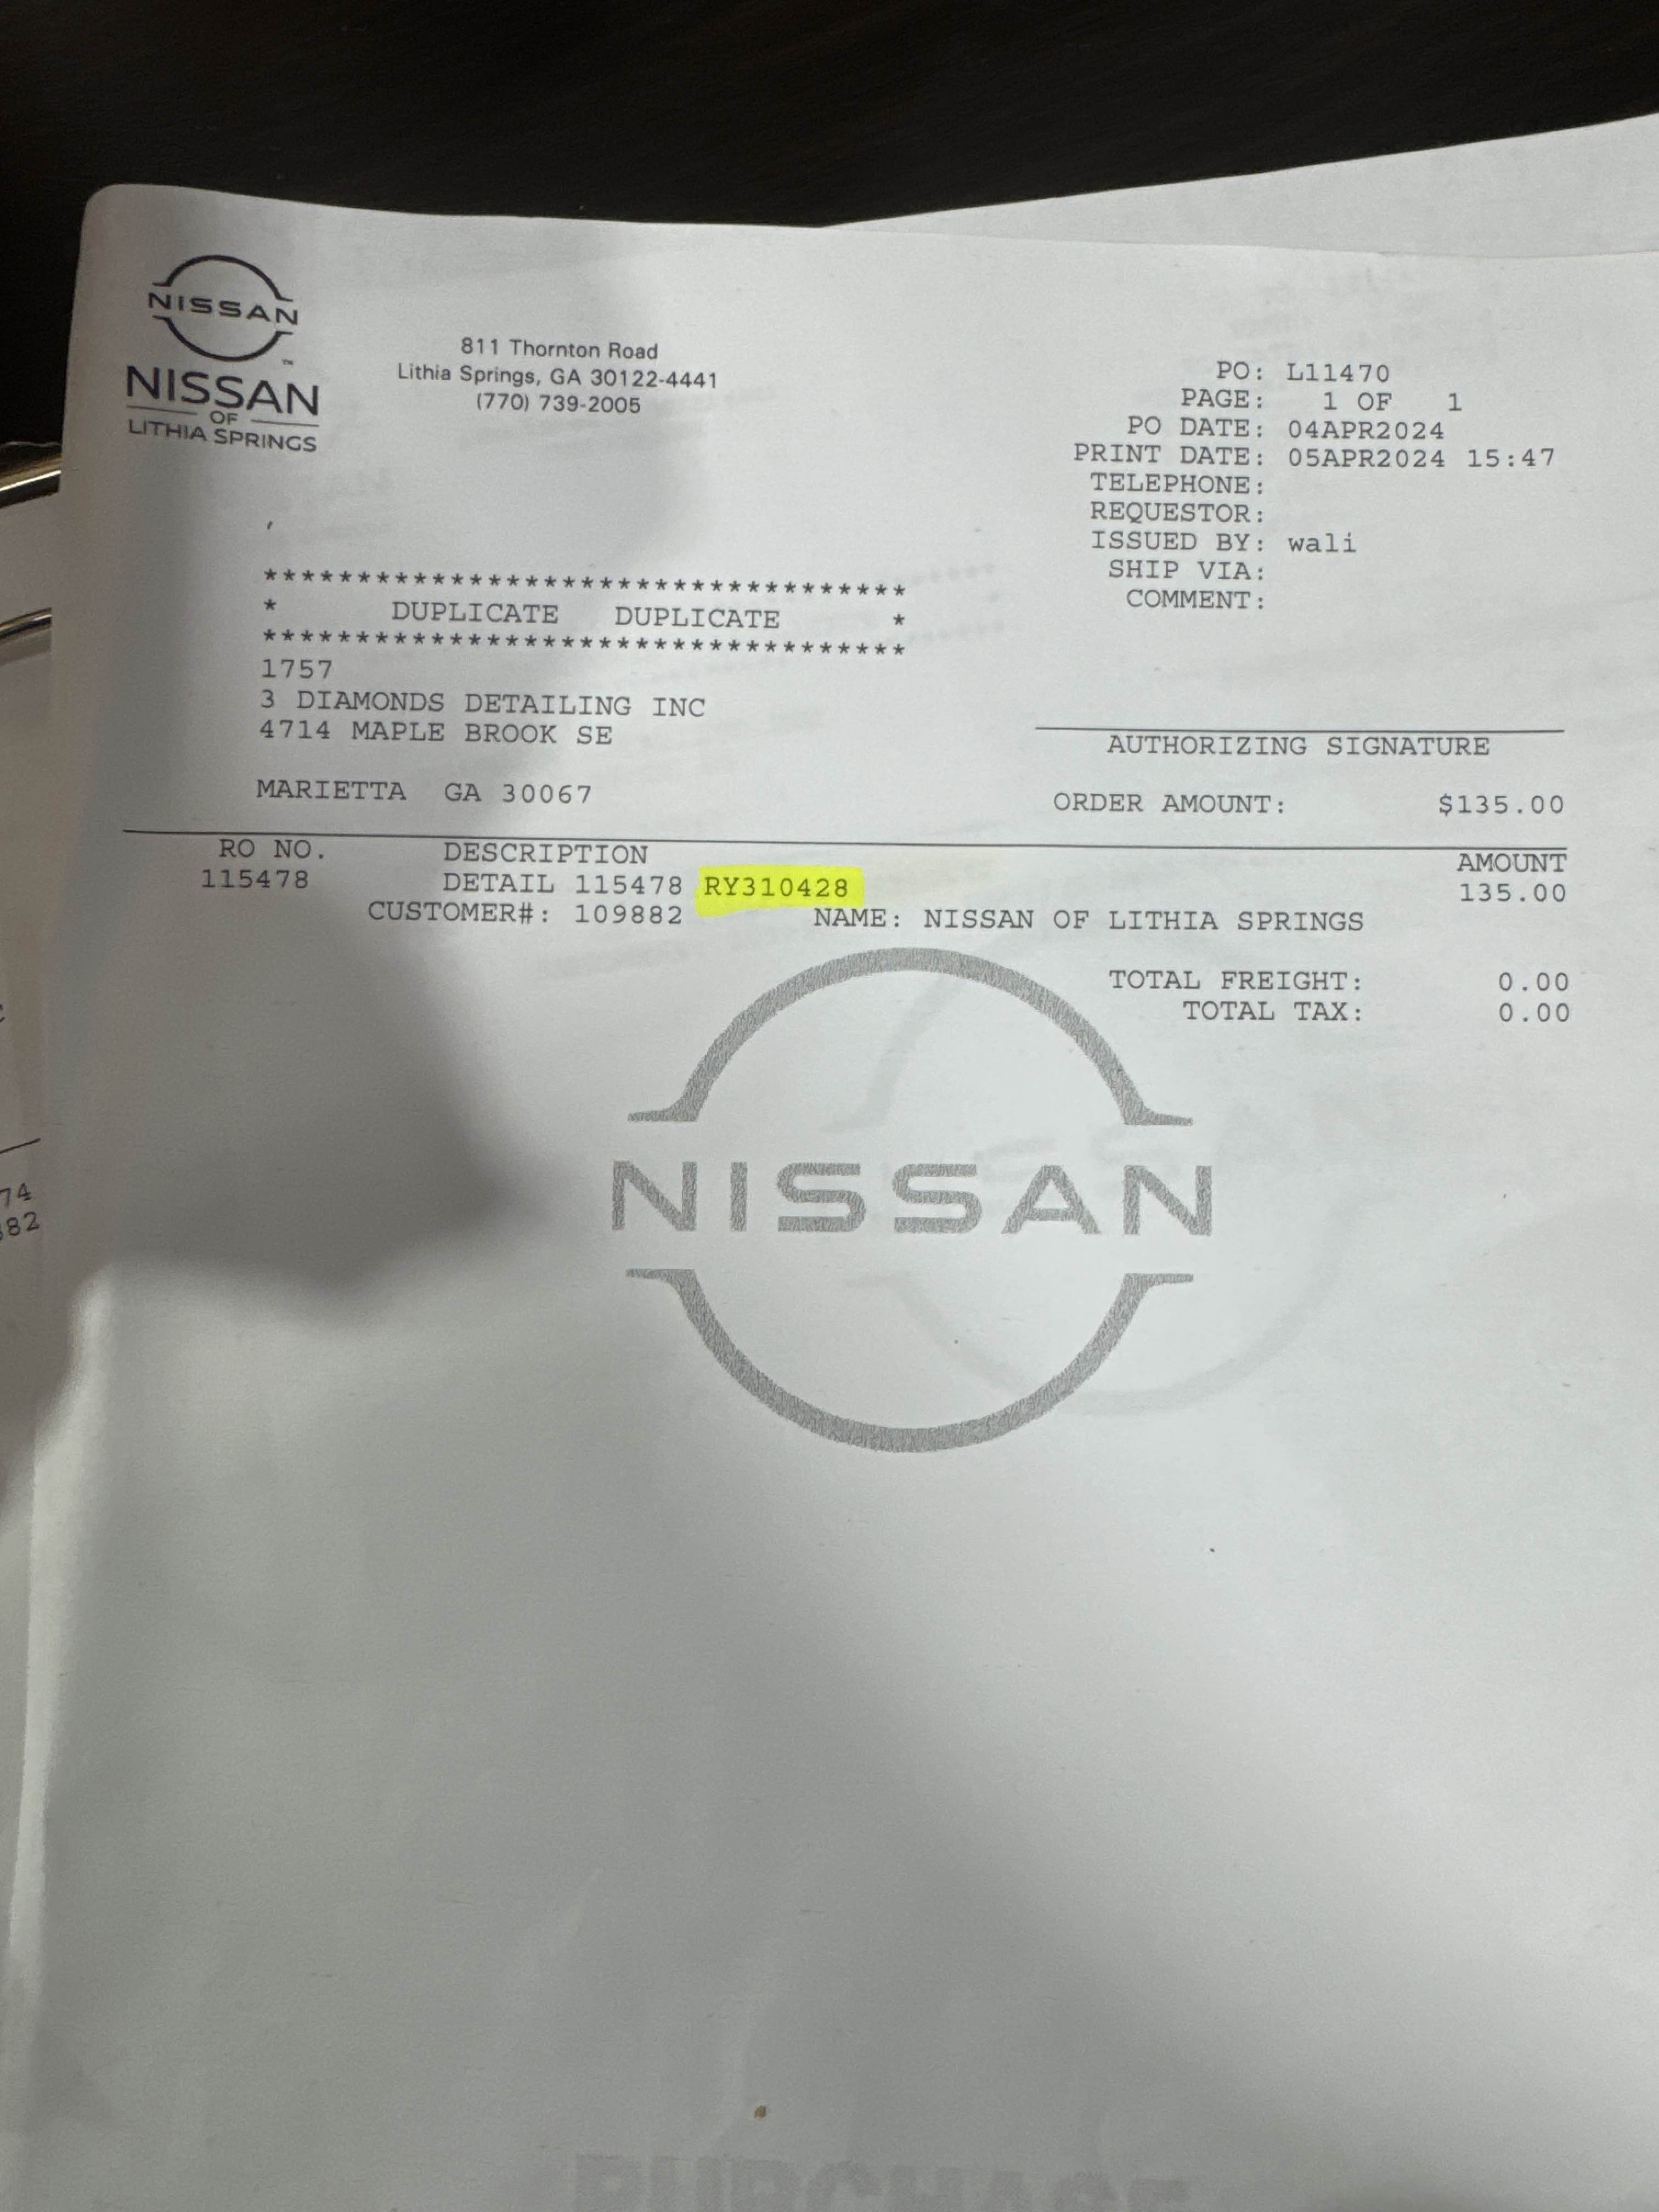 NISSAN
NISSAN
OF
LITHIA SPRINGS
811 Thornton Road
Lithia Springs, GA 30122-4441
(770) 739-2005
PO: L11470
PAGE: 1 OF 1
PO DATE: 04APR2024
PRINT DATE: 05APR2024 15:47
TELEPHONE:
REQUESTOR:
ISSUED BY: wali
SHIP VIA:
COMMENT:
***********************************
* DUPLICATE DUPLICATE *
***********************************
1757
3 DIAMONDS DETAILING INC
4714 MAPLE BROOK SE
MARIETTA GA 30067
AUTHORIZING SIGNATURE
ORDER AMOUNT: $135.00
RO NO. DESCRIPTION AMOUNT
115478 DETAIL 115478 RY310428 135.00
CUSTOMER#: 109882 NAME: NISSAN OF LITHIA SPRINGS
TOTAL FREIGHT: 0.00
TOTAL TAX: 0.00
NISSAN
74
82
PURCHASE